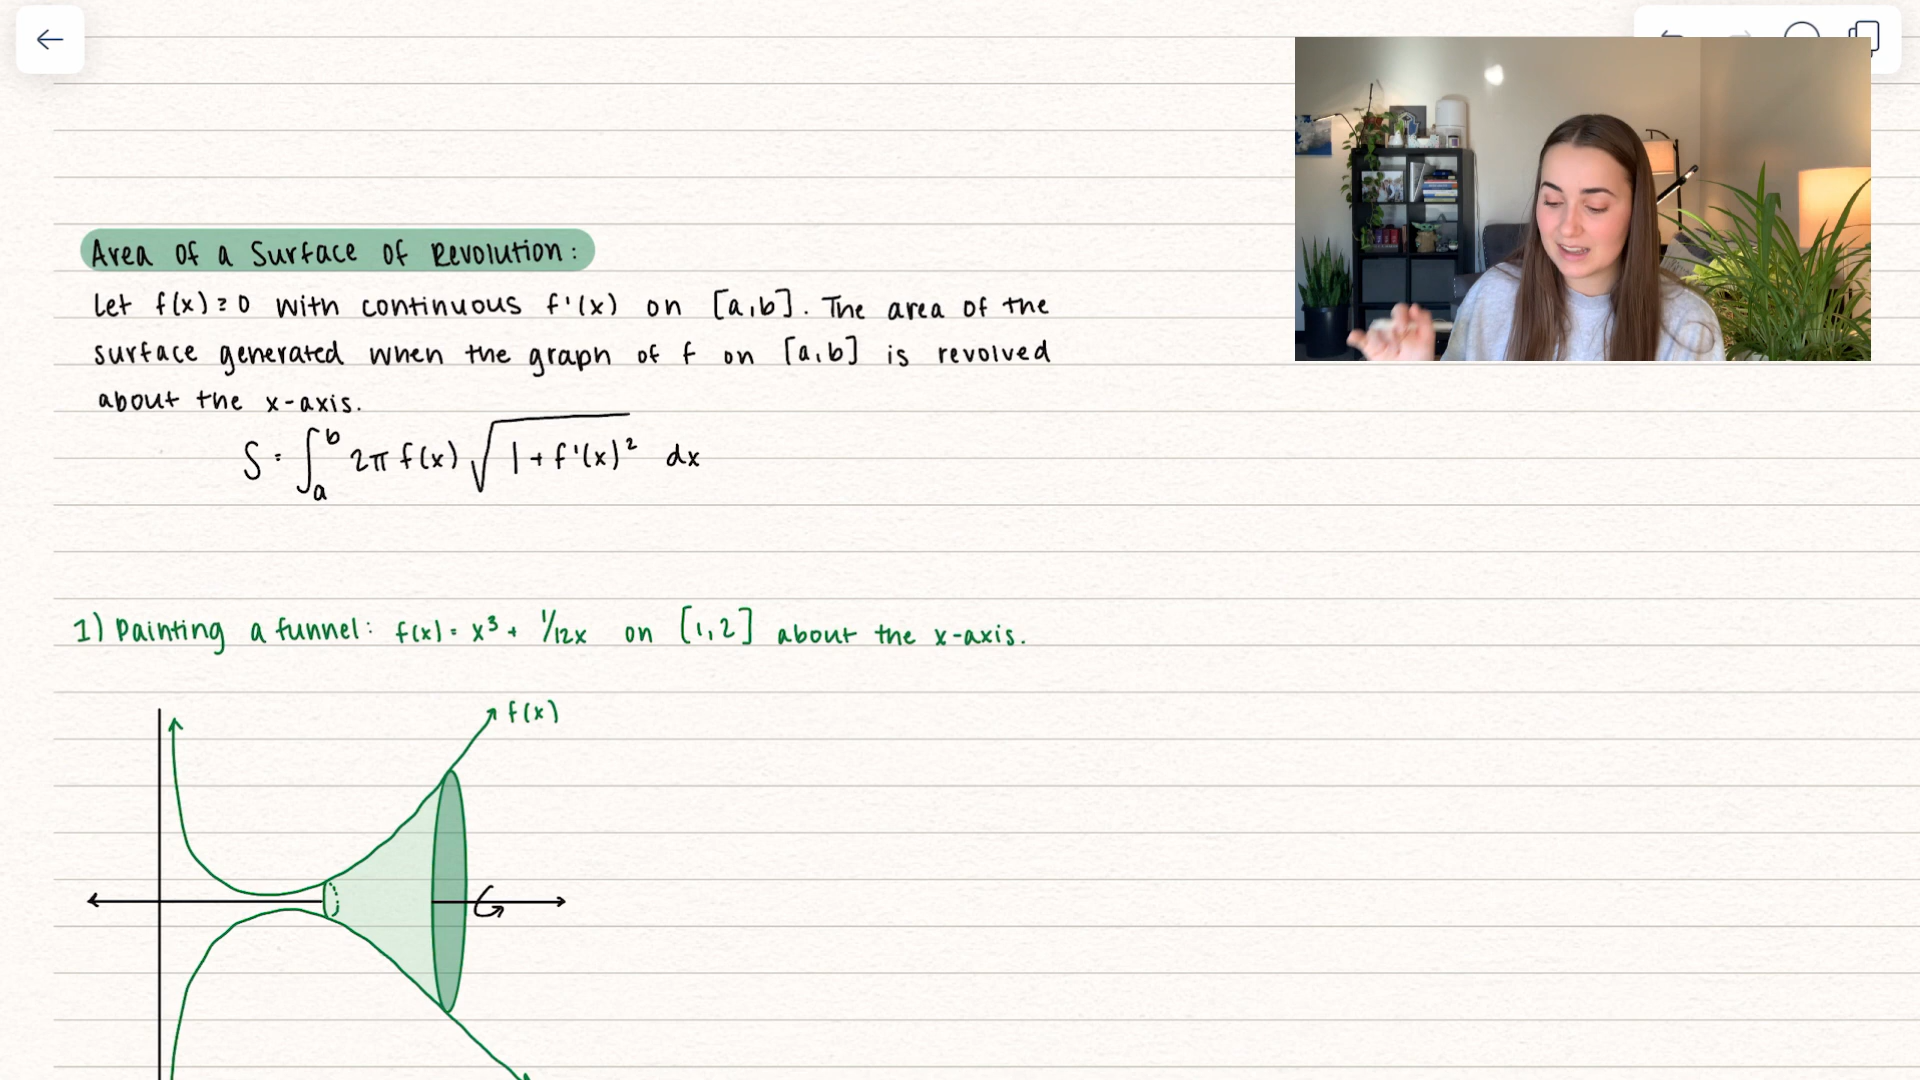 Area of a Surface of Revolution:
Let f(x) ≥ 0 with continuous f'(x) on [a,b]. The area of the
surface generated when the graph of f on [a,b] is revolved
about the x-axis.
S = ∫_a^b 2π f(x) √(1 + f'(x)²) dx
1) Painting a funnel: f(x) = x³ + 1/12x on [1,2] about the x-axis.
f(x)